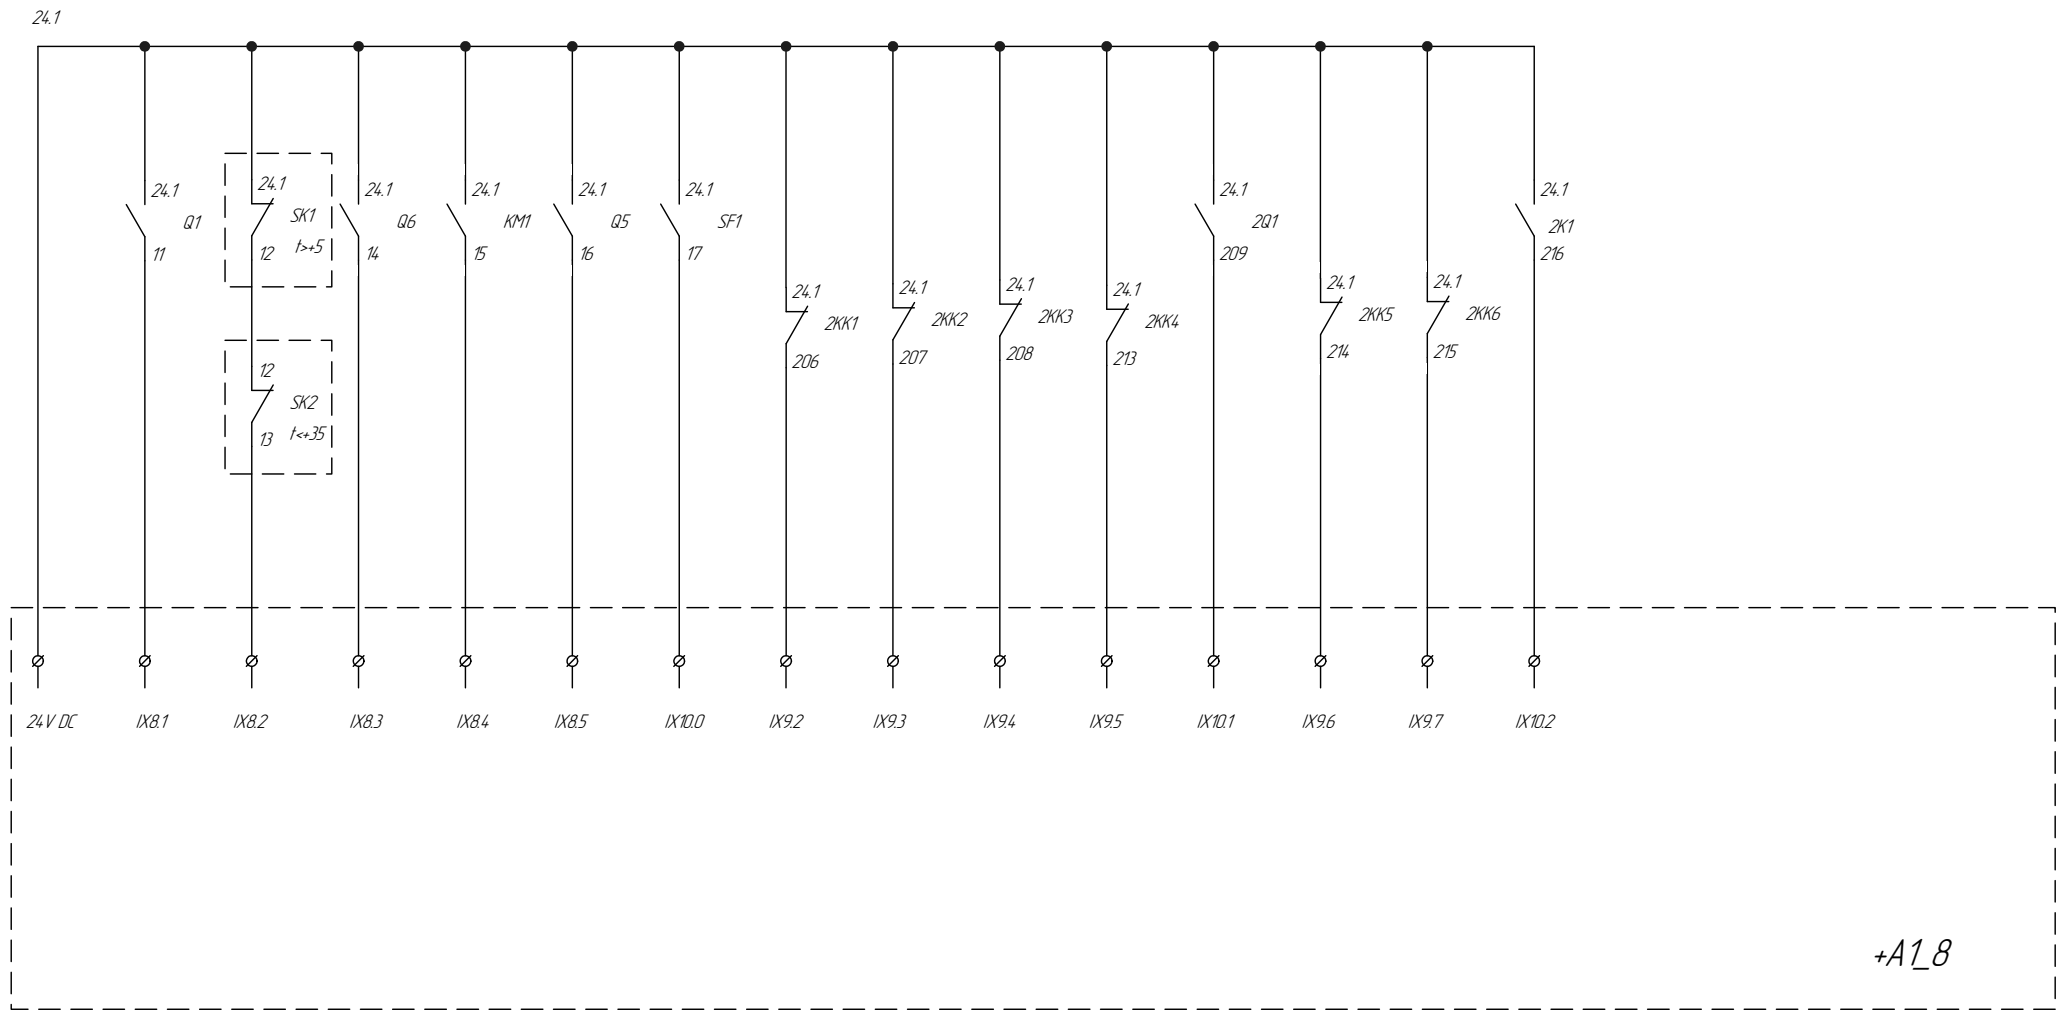 24.1
24.1
Q1
11
24.1
SK1
t>+5
12
12
SK2
t<+35
13
24.1
Q6
14
24.1
KM1
15
24.1
Q5
16
24.1
SF1
17
24.1
2KK1
206
24.1
2KK2
207
24.1
2KK3
208
24.1
2KK4
213
24.1
2Q1
209
24.1
2KK5
214
24.1
2KK6
215
24.1
2K1
216
24V DC
IX8.1
IX8.2
IX8.3
IX8.4
IX8.5
IX10.0
IX9.2
IX9.3
IX9.4
IX9.5
IX10.1
IX9.6
IX9.7
IX10.2
+A1_8